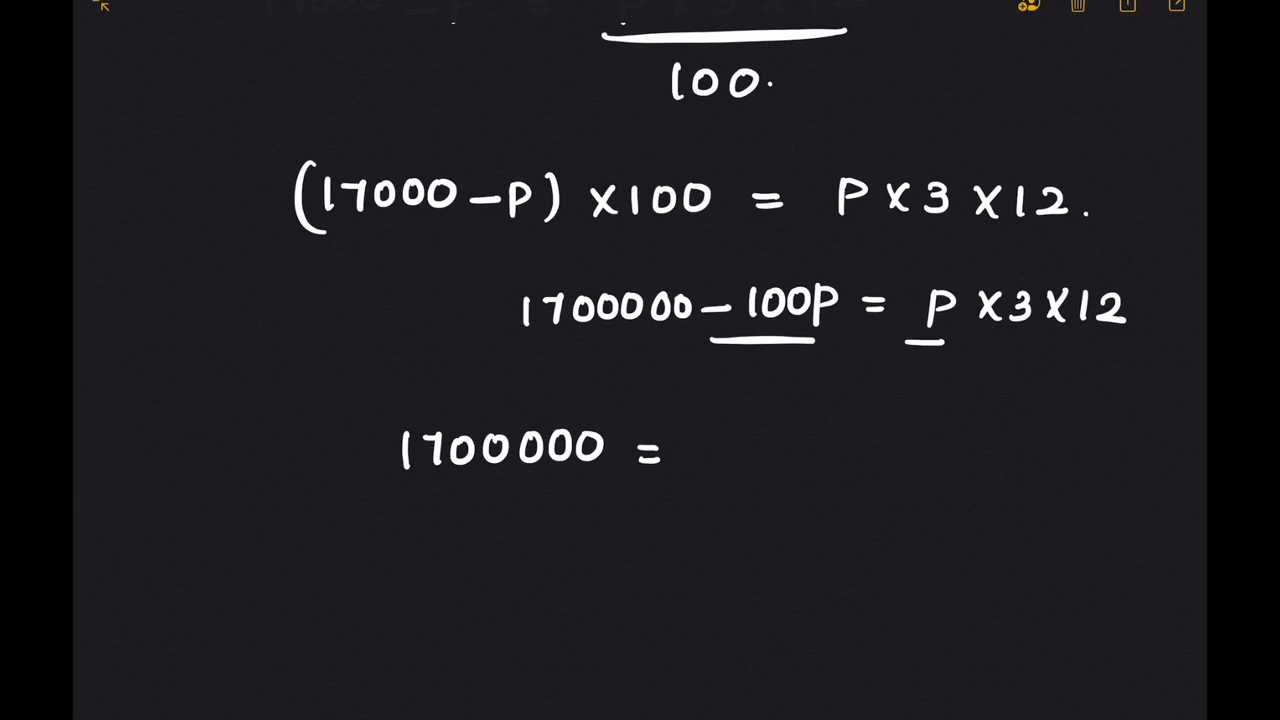 100.
(17000 - P) × 100 = P × 3 × 12.
1700000 - 100P = P × 3 × 12
1700000 =